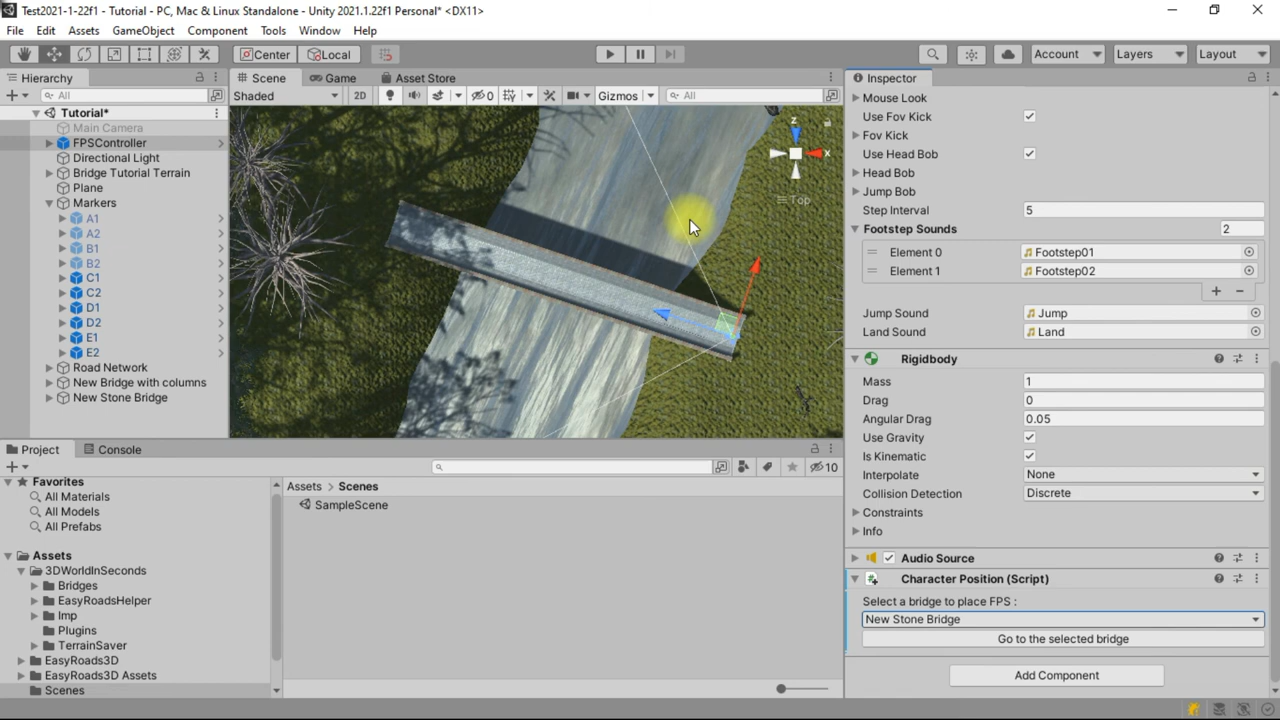 Test2021-1-22f1 - Tutorial - PC, Mac & Linux Standalone - Unity 2021.1.22f1 Personal* <DX11>
File Edit Assets GameObject Component Tools Window Help
Center Local Account Layers Layout
Hierarchy
All
Tutorial*
Main Camera
FPSController
Directional Light
Bridge Tutorial Terrain
Plane
Markers
A1
A2
B1
B2
C1
C2
D1
D2
E1
E2
Road Network
New Bridge with columns
New Stone Bridge
Scene Game Asset Store
Shaded 2D 0 Gizmos All
z
x
Top
Inspector
Mouse Look
Use Fov Kick
Fov Kick
Use Head Bob
Head Bob
Jump Bob
Step Interval 5
Footstep Sounds 2
Element 0 Footstep01
Element 1 Footstep02
Jump Sound Jump
Land Sound Land
Rigidbody
Mass 1
Drag 0
Angular Drag 0.05
Use Gravity
Is Kinematic
Interpolate None
Collision Detection Discrete
Constraints
Info
Audio Source
Character Position (Script)
Select a bridge to place FPS :
New Stone Bridge
Go to the selected bridge
Add Component
Project Console
10
Favorites
All Materials
All Models
All Prefabs
Assets
3DWorldInSeconds
Bridges
EasyRoadsHelper
Imp
Plugins
TerrainSaver
EasyRoads3D
EasyRoads3D Assets
Scenes
Assets > Scenes
SampleScene